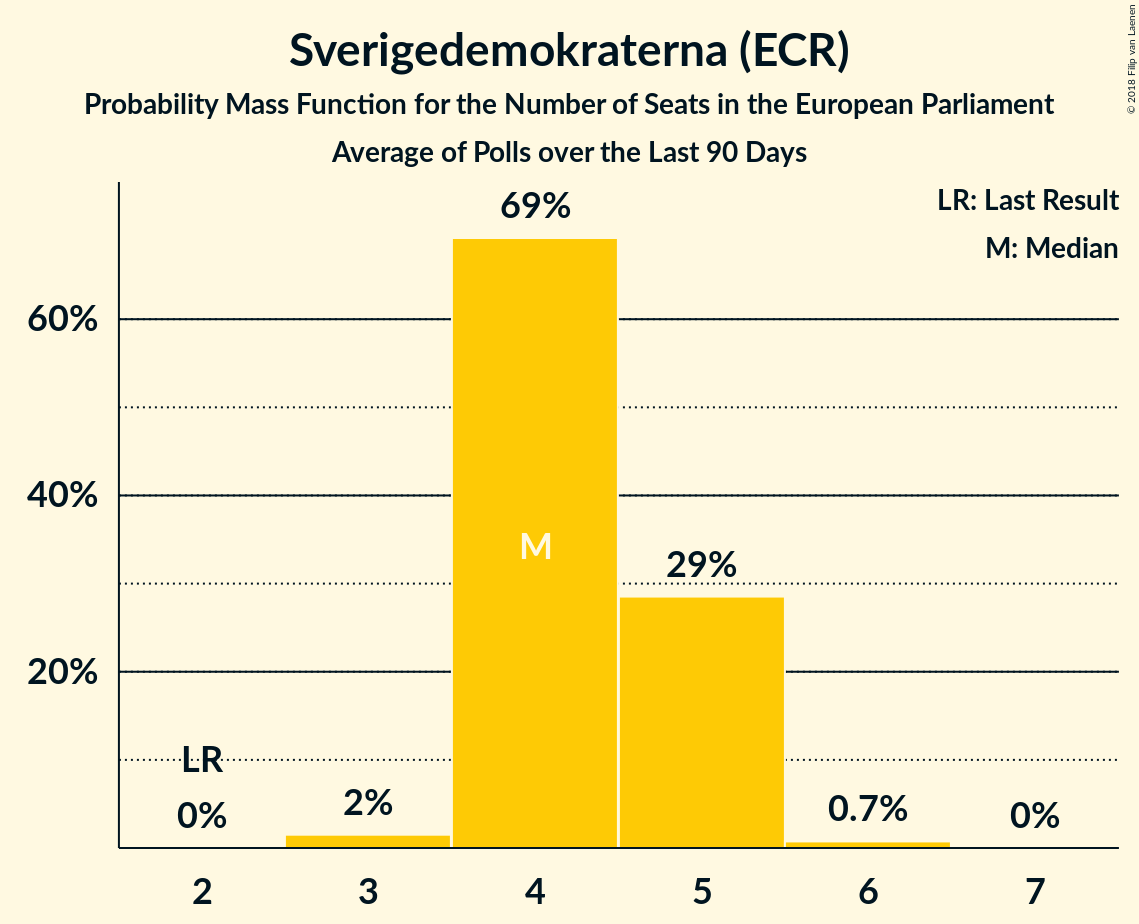 Sverigedemokraterna (ECR)
Probability Mass Function for the Number of Seats in the European Parliament
Average of Polls over the Last 90 Days
© 2018 Filip van Laenen
LR: Last Result
M: Median
69%
60%
40%
M
29%
20%
LR
0%
2%
0.7%
0%
2 3 4 5 6 7